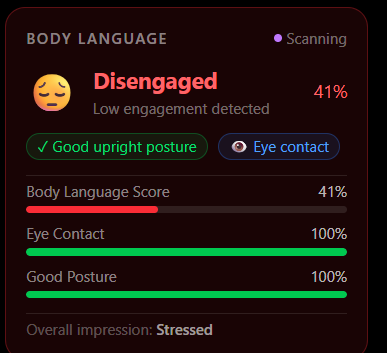 BODY LANGUAGE
Scanning
Disengaged
41%
Low engagement detected
✓ Good upright posture
Eye contact
Body Language Score 41%
Eye Contact 100%
Good Posture 100%
Overall impression: Stressed